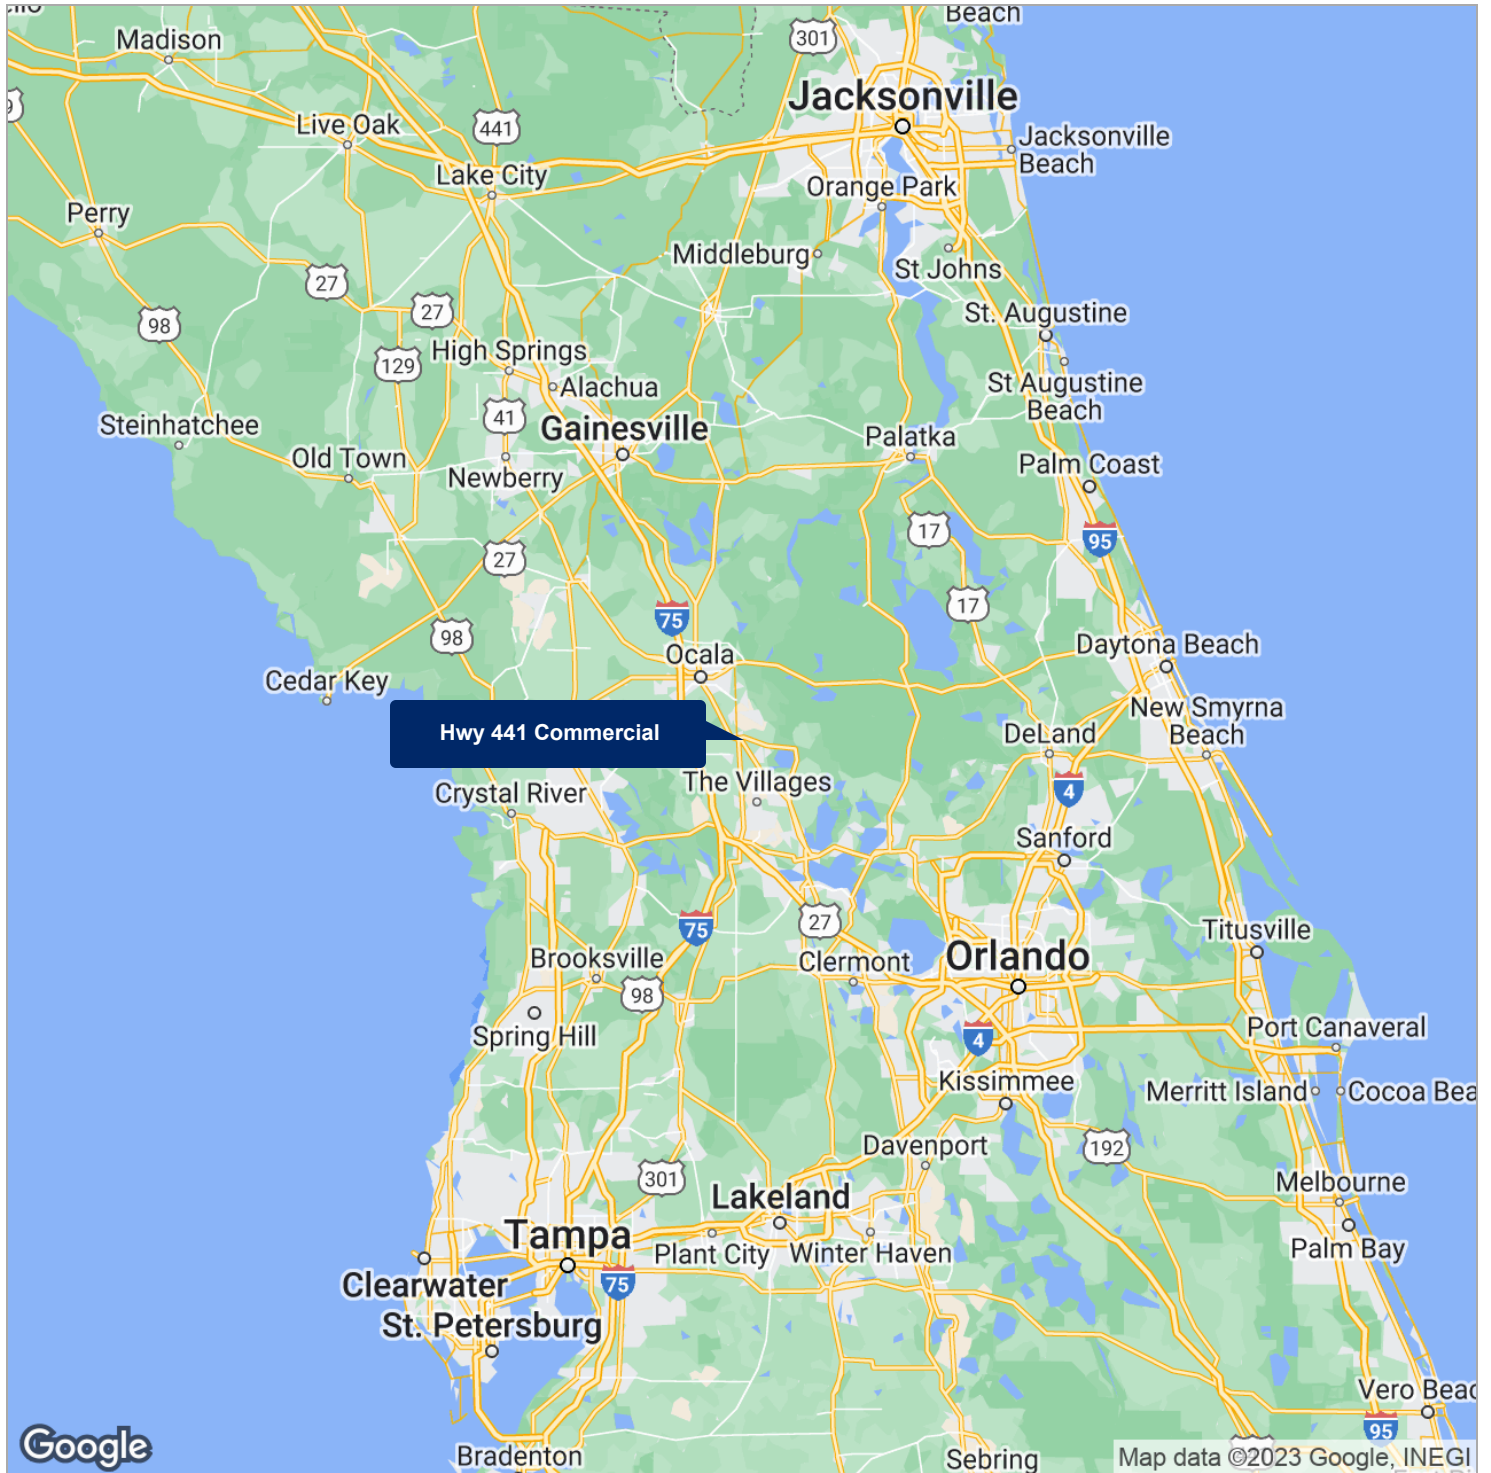 Beach
Madison
301
Jacksonville
Live Oak
441
Jacksonville
Beach
Lake City
Orange Park
Perry
Middleburg
St Johns
27
27
98
St. Augustine
High Springs
129
Alachua
St Augustine
Beach
41
Steinhatchee
Gainesville
Palatka
Old Town
Newberry
Palm Coast
17
95
27
17
75
98
Ocala
Daytona Beach
Cedar Key
New Smyrna
Beach
Hwy 441 Commercial
DeLand
The Villages
Crystal River
4
Sanford
27
75
Titusville
Brooksville
Clermont
Orlando
98
Spring Hill
Port Canaveral
4
Kissimmee
Merritt Island
Cocoa Bea
Davenport
192
301
Lakeland
Melbourne
Tampa
Plant City
Winter Haven
Palm Bay
Clearwater
75
St. Petersburg
Vero Beac
95
Google
Bradenton
Sebring
Map data ©2023 Google, INEGI